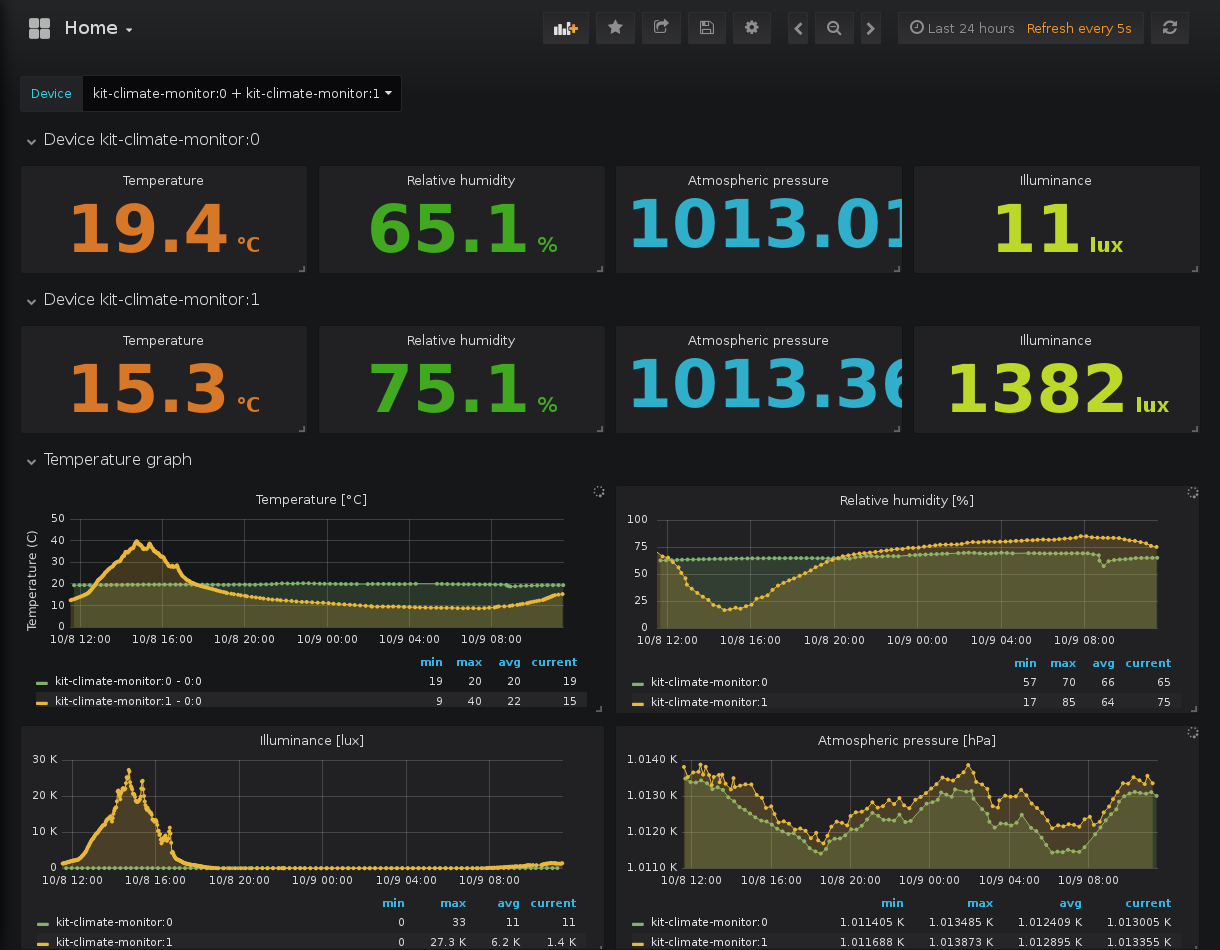 Home
Last 24 hours Refresh every 5s
Device kit-climate-monitor:0 + kit-climate-monitor:1
Device kit-climate-monitor:0
Temperature Relative humidity Atmospheric pressure Illuminance
19.4 °C 65.1 % 1013.01 11 lux
Device kit-climate-monitor:1
Temperature Relative humidity Atmospheric pressure Illuminance
15.3 °C 75.1 % 1013.36 1382 lux
Temperature graph
Temperature [°C]
Temperature (C)
50
40
30
20
10
0
10/8 12:00 10/8 16:00 10/8 20:00 10/9 00:00 10/9 04:00 10/9 08:00
min max avg current
kit-climate-monitor:0 - 0:0 19 20 20 19
kit-climate-monitor:1 - 0:0 9 40 22 15
Relative humidity [%]
100
75
50
25
0
10/8 12:00 10/8 16:00 10/8 20:00 10/9 00:00 10/9 04:00 10/9 08:00
min max avg current
kit-climate-monitor:0 57 70 66 65
kit-climate-monitor:1 17 85 64 75
Illuminance [lux]
30 K
20 K
10 K
0
10/8 12:00 10/8 16:00 10/8 20:00 10/9 00:00 10/9 04:00 10/9 08:00
min max avg current
kit-climate-monitor:0 0 33 11 11
kit-climate-monitor:1 0 27.3 K 6.2 K 1.4 K
Atmospheric pressure [hPa]
1.0140 K
1.0130 K
1.0120 K
1.0110 K
10/8 12:00 10/8 16:00 10/8 20:00 10/9 00:00 10/9 04:00 10/9 08:00
min max avg current
kit-climate-monitor:0 1.011405 K 1.013485 K 1.012409 K 1.013005 K
kit-climate-monitor:1 1.011688 K 1.013873 K 1.012895 K 1.013355 K